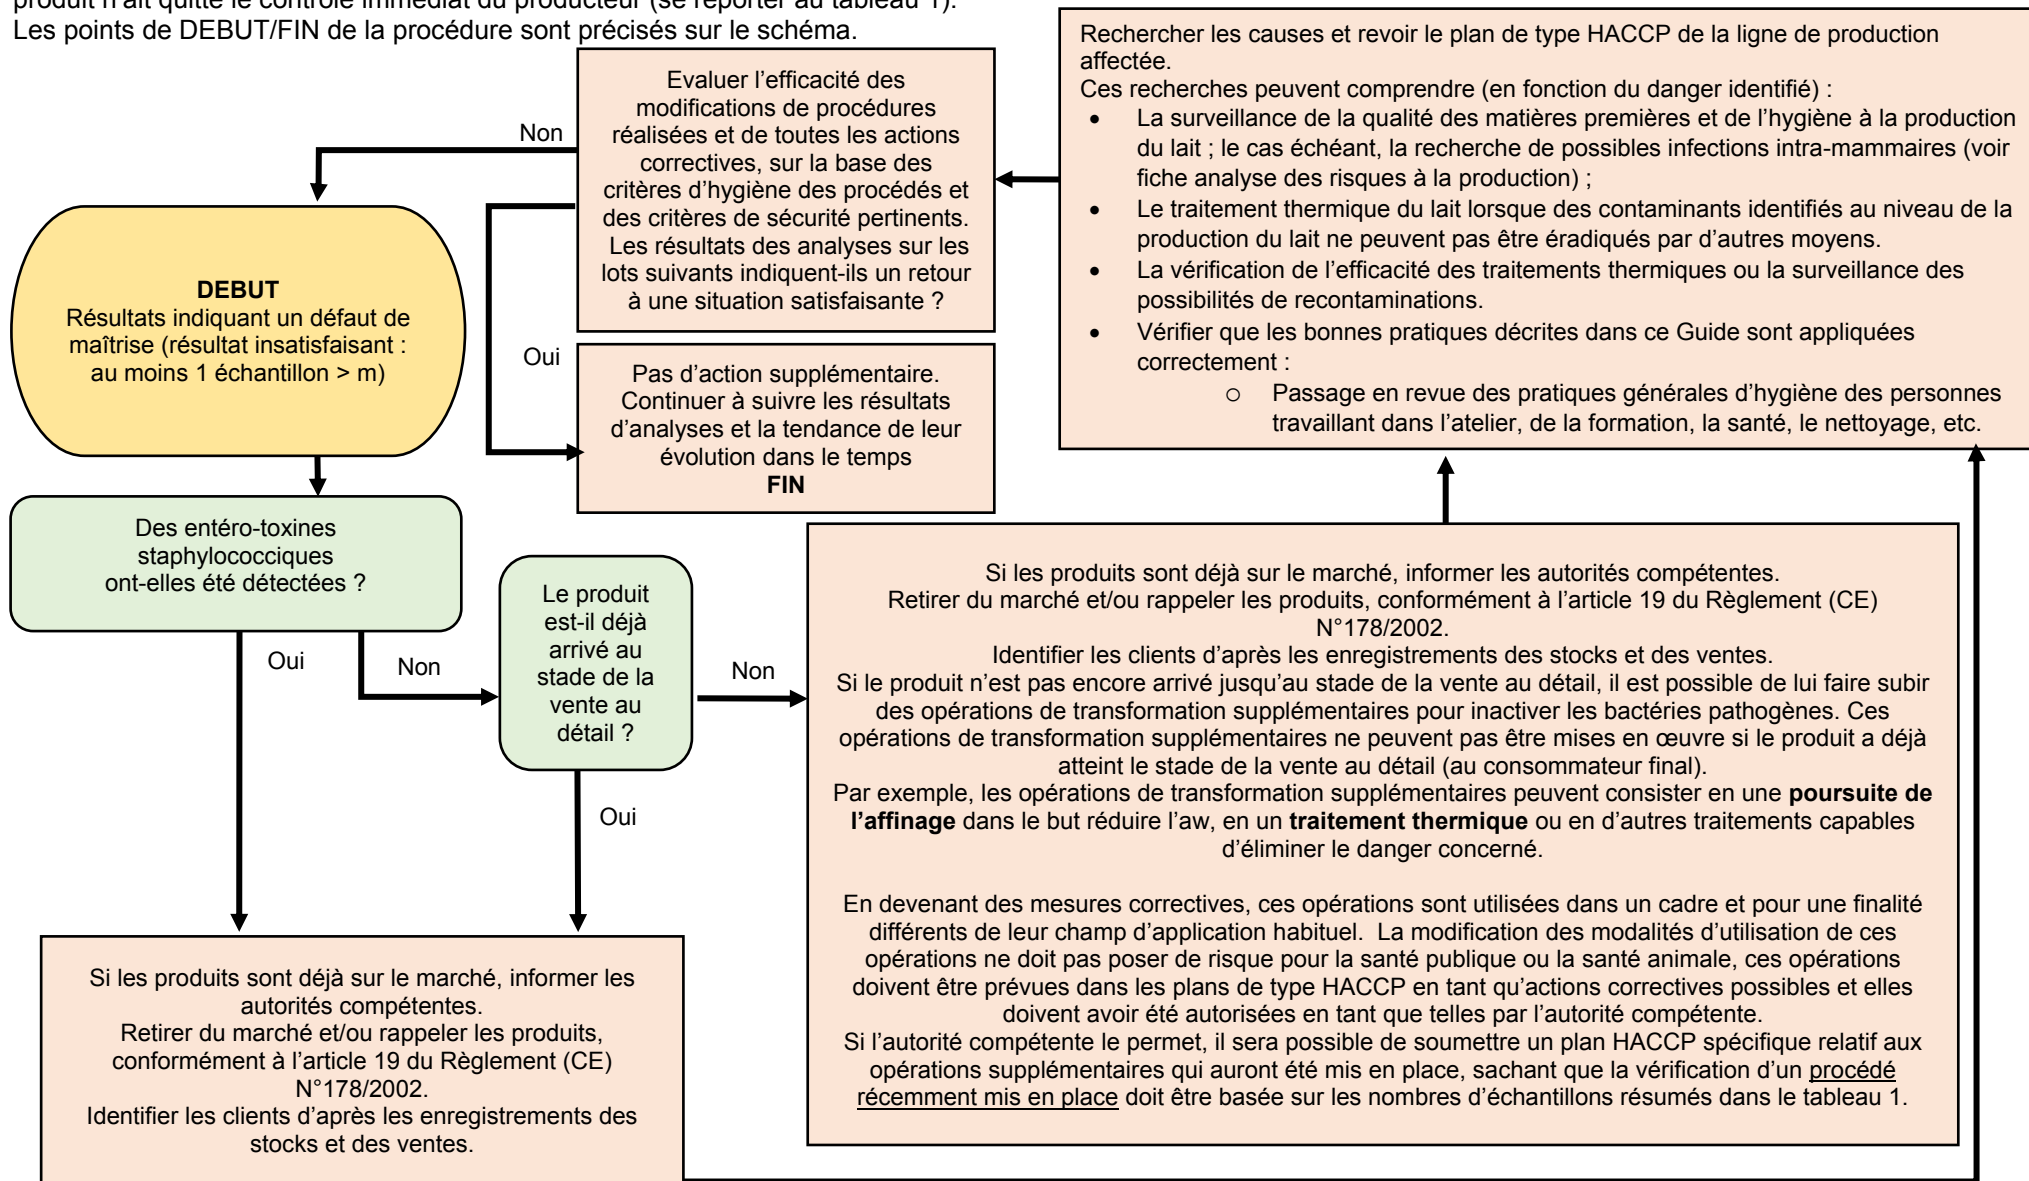 produit n'ait quitté le contrôle immédiat du producteur (se reporter au tableau 1).
Les points de DEBUT/FIN de la procédure sont précisés sur le schéma.
Evaluer l'efficacité des
modifications de procédures
réalisées et de toutes les actions
correctives, sur la base des
critères d'hygiène des procédés et
des critères de sécurité pertinents.
Les résultats des analyses sur les
lots suivants indiquent-ils un retour
à une situation satisfaisante ?
Rechercher les causes et revoir le plan de type HACCP de la ligne de production
affectée.
Ces recherches peuvent comprendre (en fonction du danger identifié) :
• La surveillance de la qualité des matières premières et de l'hygiène à la production
du lait ; le cas échéant, la recherche de possibles infections intra-mammaires (voir
fiche analyse des risques à la production) ;
• Le traitement thermique du lait lorsque des contaminants identifiés au niveau de la
production du lait ne peuvent pas être éradiqués par d'autres moyens.
• La vérification de l'efficacité des traitements thermiques ou la surveillance des
possibilités de recontaminations.
• Vérifier que les bonnes pratiques décrites dans ce Guide sont appliquées
correctement :
o Passage en revue des pratiques générales d'hygiène des personnes
travaillant dans l'atelier, de la formation, la santé, le nettoyage, etc.
Non
DEBUT
Résultats indiquant un défaut de
maîtrise (résultat insatisfaisant :
au moins 1 échantillon > m)
Oui
Pas d'action supplémentaire.
Continuer à suivre les résultats
d'analyses et la tendance de leur
évolution dans le temps
FIN
Des entéro-toxines
staphylococciques
ont-elles été détectées ?
Oui
Non
Le produit
est-il déjà
arrivé au
stade de la
vente au
détail ?
Non
Oui
Si les produits sont déjà sur le marché, informer les autorités compétentes.
Retirer du marché et/ou rappeler les produits, conformément à l'article 19 du Règlement (CE)
N°178/2002.
Identifier les clients d'après les enregistrements des stocks et des ventes.
Si le produit n'est pas encore arrivé jusqu'au stade de la vente au détail, il est possible de lui faire subir
des opérations de transformation supplémentaires pour inactiver les bactéries pathogènes. Ces
opérations de transformation supplémentaires ne peuvent pas être mises en œuvre si le produit a déjà
atteint le stade de la vente au détail (au consommateur final).
Par exemple, les opérations de transformation supplémentaires peuvent consister en une poursuite de
l'affinage dans le but réduire l'aw, en un traitement thermique ou en d'autres traitements capables
d'éliminer le danger concerné.
En devenant des mesures correctives, ces opérations sont utilisées dans un cadre et pour une finalité
différents de leur champ d'application habituel. La modification des modalités d'utilisation de ces
opérations ne doit pas poser de risque pour la santé publique ou la santé animale, ces opérations
doivent être prévues dans les plans de type HACCP en tant qu'actions correctives possibles et elles
doivent avoir été autorisées en tant que telles par l'autorité compétente.
Si l'autorité compétente le permet, il sera possible de soumettre un plan HACCP spécifique relatif aux
opérations supplémentaires qui auront été mis en place, sachant que la vérification d'un procédé
récemment mis en place doit être basée sur les nombres d'échantillons résumés dans le tableau 1.
Si les produits sont déjà sur le marché, informer les
autorités compétentes.
Retirer du marché et/ou rappeler les produits,
conformément à l'article 19 du Règlement (CE)
N°178/2002.
Identifier les clients d'après les enregistrements des
stocks et des ventes.